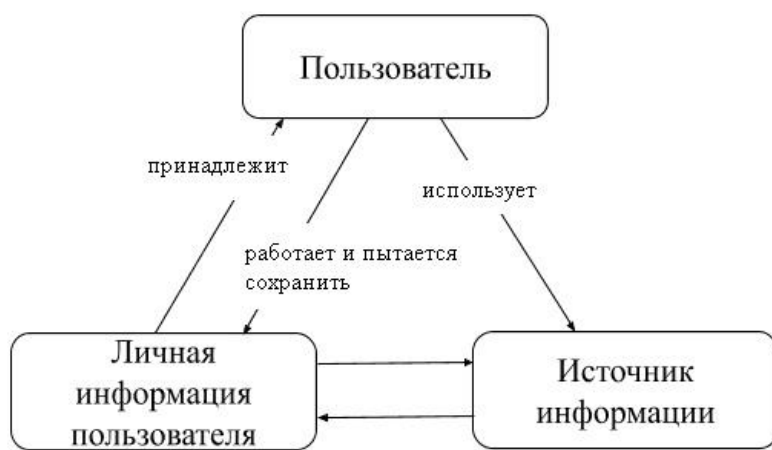 Пользователь
принадлежит
использует
работает и пытается
сохранить
Личная
информация
пользователя
Источник
информации